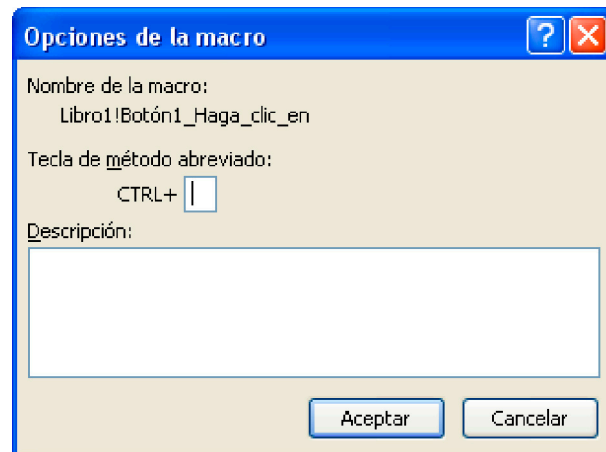 Opciones de la macro
Nombre de la macro:
Libro1!Botón1_Haga_clic_en
Tecla de método abreviado:
CTRL+
Descripción:
Aceptar Cancelar